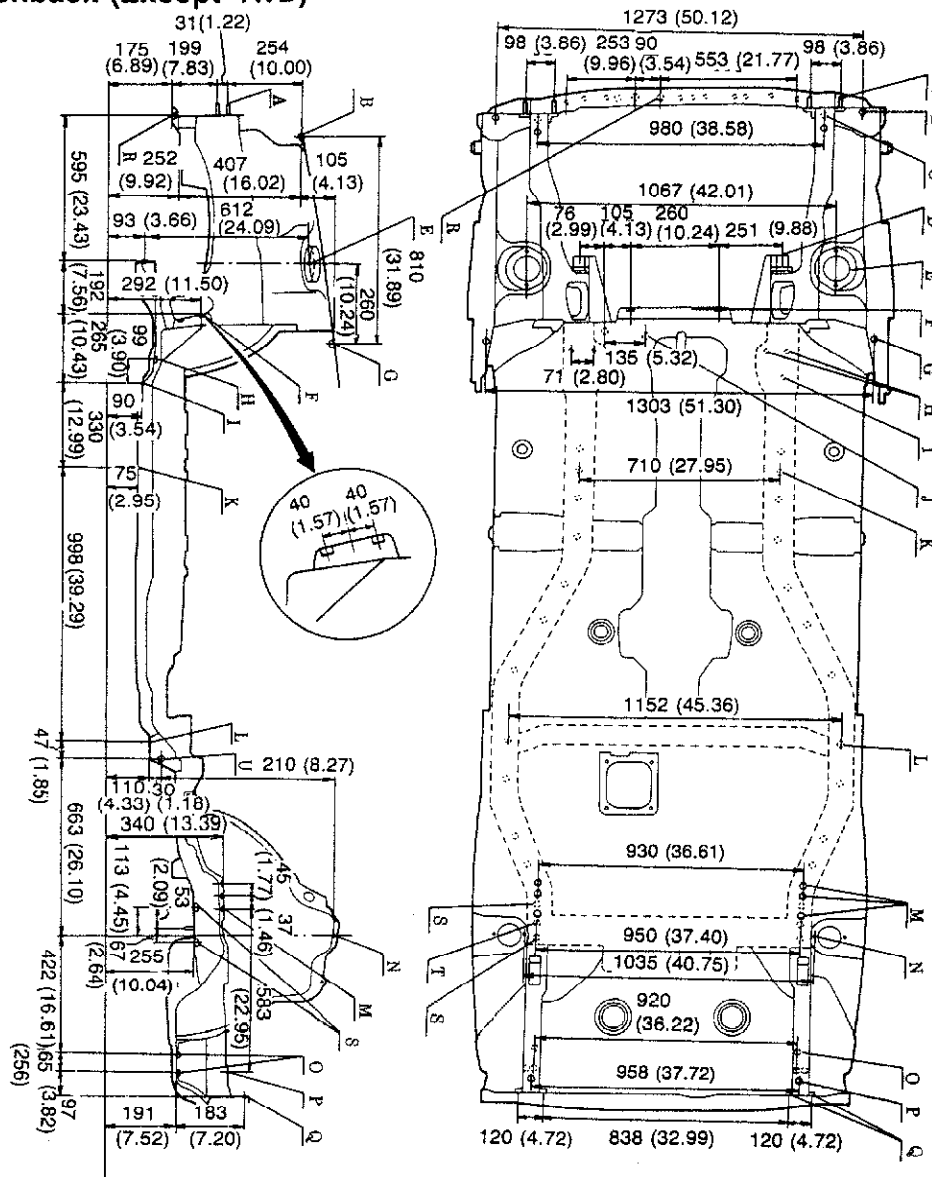 31(1.22)
175
(6.89)
199
(7.83)
254
(10.00)
A
B
R
252
(9.92)
407
(16.02)
105
(4.13)
93 (3.66)
612
(24.09)
E
R
595 (23.43)
810
(31.89)
260
(10.24)
192
(7.56)
292 (11.50)
265
(10.43)
99
(3.90)
G
F
H
I
90
(3.54)
330
(12.99)
75
(2.95)
K
40
(1.57)
40
(1.57)
998 (39.29)
L
U
47 (1.85)
210 (8.27)
110
(4.33)
30
(1.18)
340 (13.39)
663 (26.10)
113 (4.45)
53
(2.09)
145
(1.77)
37
(1.46)
67
(2.64)
255
(10.04)
583
(22.95)
N
M
S
422 (16.61)
65
(256)
97
(3.82)
O
P
Q
191
(7.52)
183
(7.20)
1273 (50.12)
98 (3.86)
253
(9.96)
90
(3.54)
553 (21.77)
98 (3.86)
980 (38.58)
1067 (42.01)
76
(2.99)
105
(4.13)
260
(10.24)
251 (9.88)
D
E
F
G
H
I
J
K
135 (5.32)
71 (2.80)
1303 (51.30)
710 (27.95)
1152 (45.36)
L
930 (36.61)
M
S
T
S
950 (37.40)
N
1035 (40.75)
920
(36.22)
O
958 (37.72)
P
Q
120 (4.72)
838 (32.99)
120 (4.72)